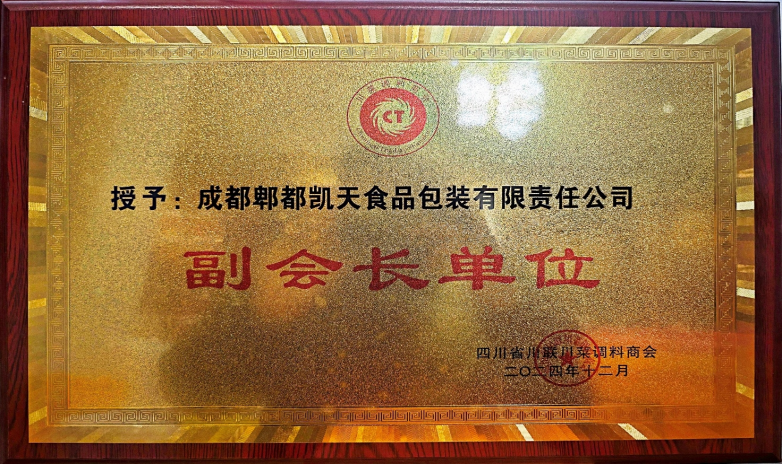 CT
授予：成都郫都凯天食品包装有限责任公司
副会长单位
四川省川联川菜调料商会
二〇二四年十二月